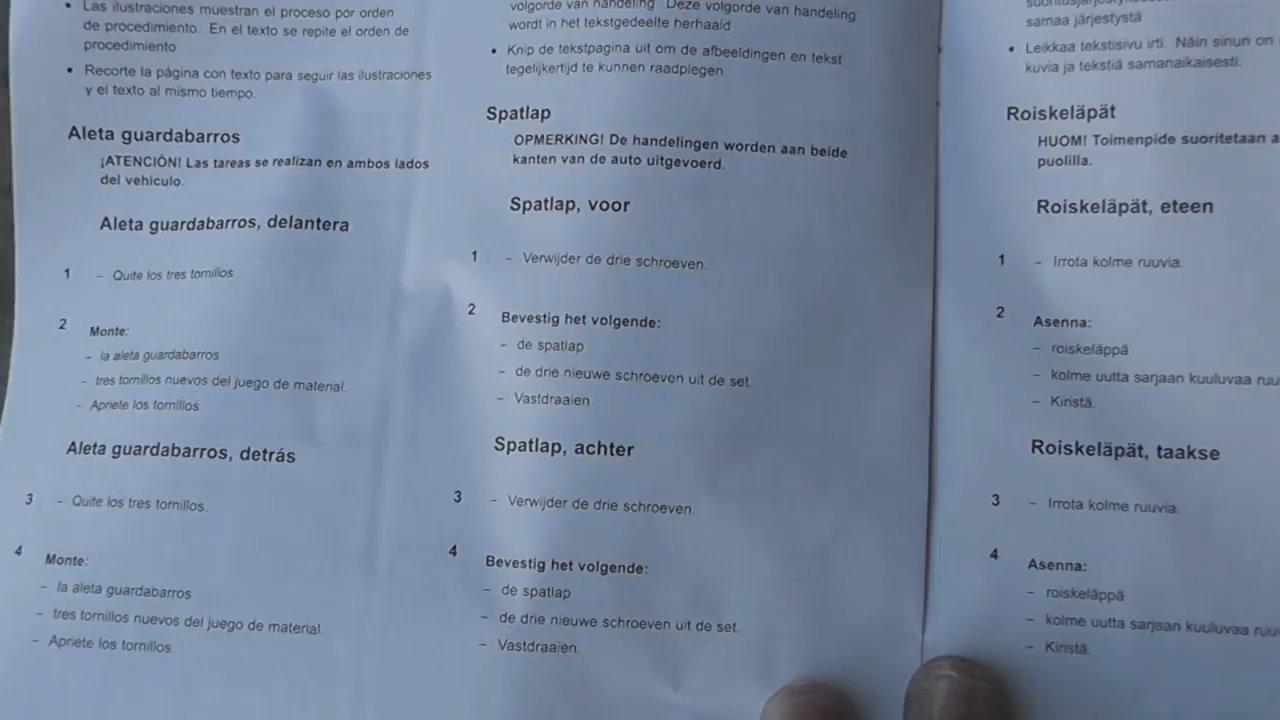 Las ilustraciones muestran el proceso por orden
de procedimiento. En el texto se repite el orden de
procedimiento
Recorte la página con texto para seguir las ilustraciones
y el texto al mismo tiempo.
Aleta guardabarros
¡ATENCIÓN! Las tareas se realizan en ambos lados
del vehículo.
Aleta guardabarros, delantera
1 – Quite los tres tornillos
2 Monte:
– la aleta guardabarros
– tres tornillos nuevos del juego de material.
– Apriete los tornillos.
Aleta guardabarros, detrás
3 – Quite los tres tornillos.
4 Monte:
– la aleta guardabarros
– tres tornillos nuevos del juego de material.
– Apriete los tornillos.
volgorde van handeling. Deze volgorde van handeling
wordt in het tekstgedeelte herhaald
Knip de tekstpagina uit om de afbeeldingen en tekst
tegelijkertijd te kunnen raadplegen.
Spatlap
OPMERKING! De handelingen worden aan beide
kanten van de auto uitgevoerd.
Spatlap, voor
1 – Verwijder de drie schroeven.
2 Bevestig het volgende:
– de spatlap
– de drie nieuwe schroeven uit de set.
– Vastdraaien
Spatlap, achter
3 – Verwijder de drie schroeven.
4 Bevestig het volgende:
– de spatlap
– de drie nieuwe schroeven uit de set.
– Vastdraaien.
samaa järjestystä
Leikkaa tekstisivu irti. Näin sinun on
kuvia ja tekstiä samanaikaisesti.
Roiskeläpät
HUOM! Toimenpide suoritetaan
puolilla.
Roiskeläpät, eteen
1 – Irrota kolme ruuvia.
2 Asenna:
– roiskeläppä
– kolme uutta sarjaan kuuluvaa
– Kiristä.
Roiskeläpät, taakse
3 – Irrota kolme ruuvia.
4 Asenna:
– roiskeläppä
– kolme uutta sarjaan kuuluvaa
– Kiristä.